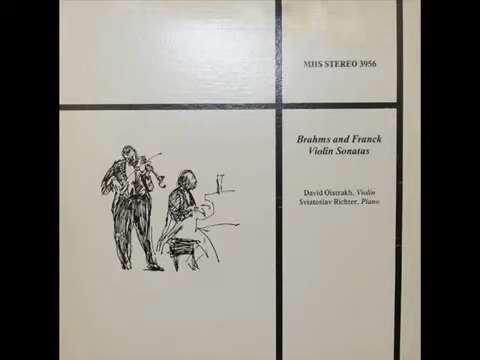 MHS STEREO 3956
Brahms and Franck
Violin Sonatas
David Oistrakh, Violin
Sviatoslav Richter, Piano